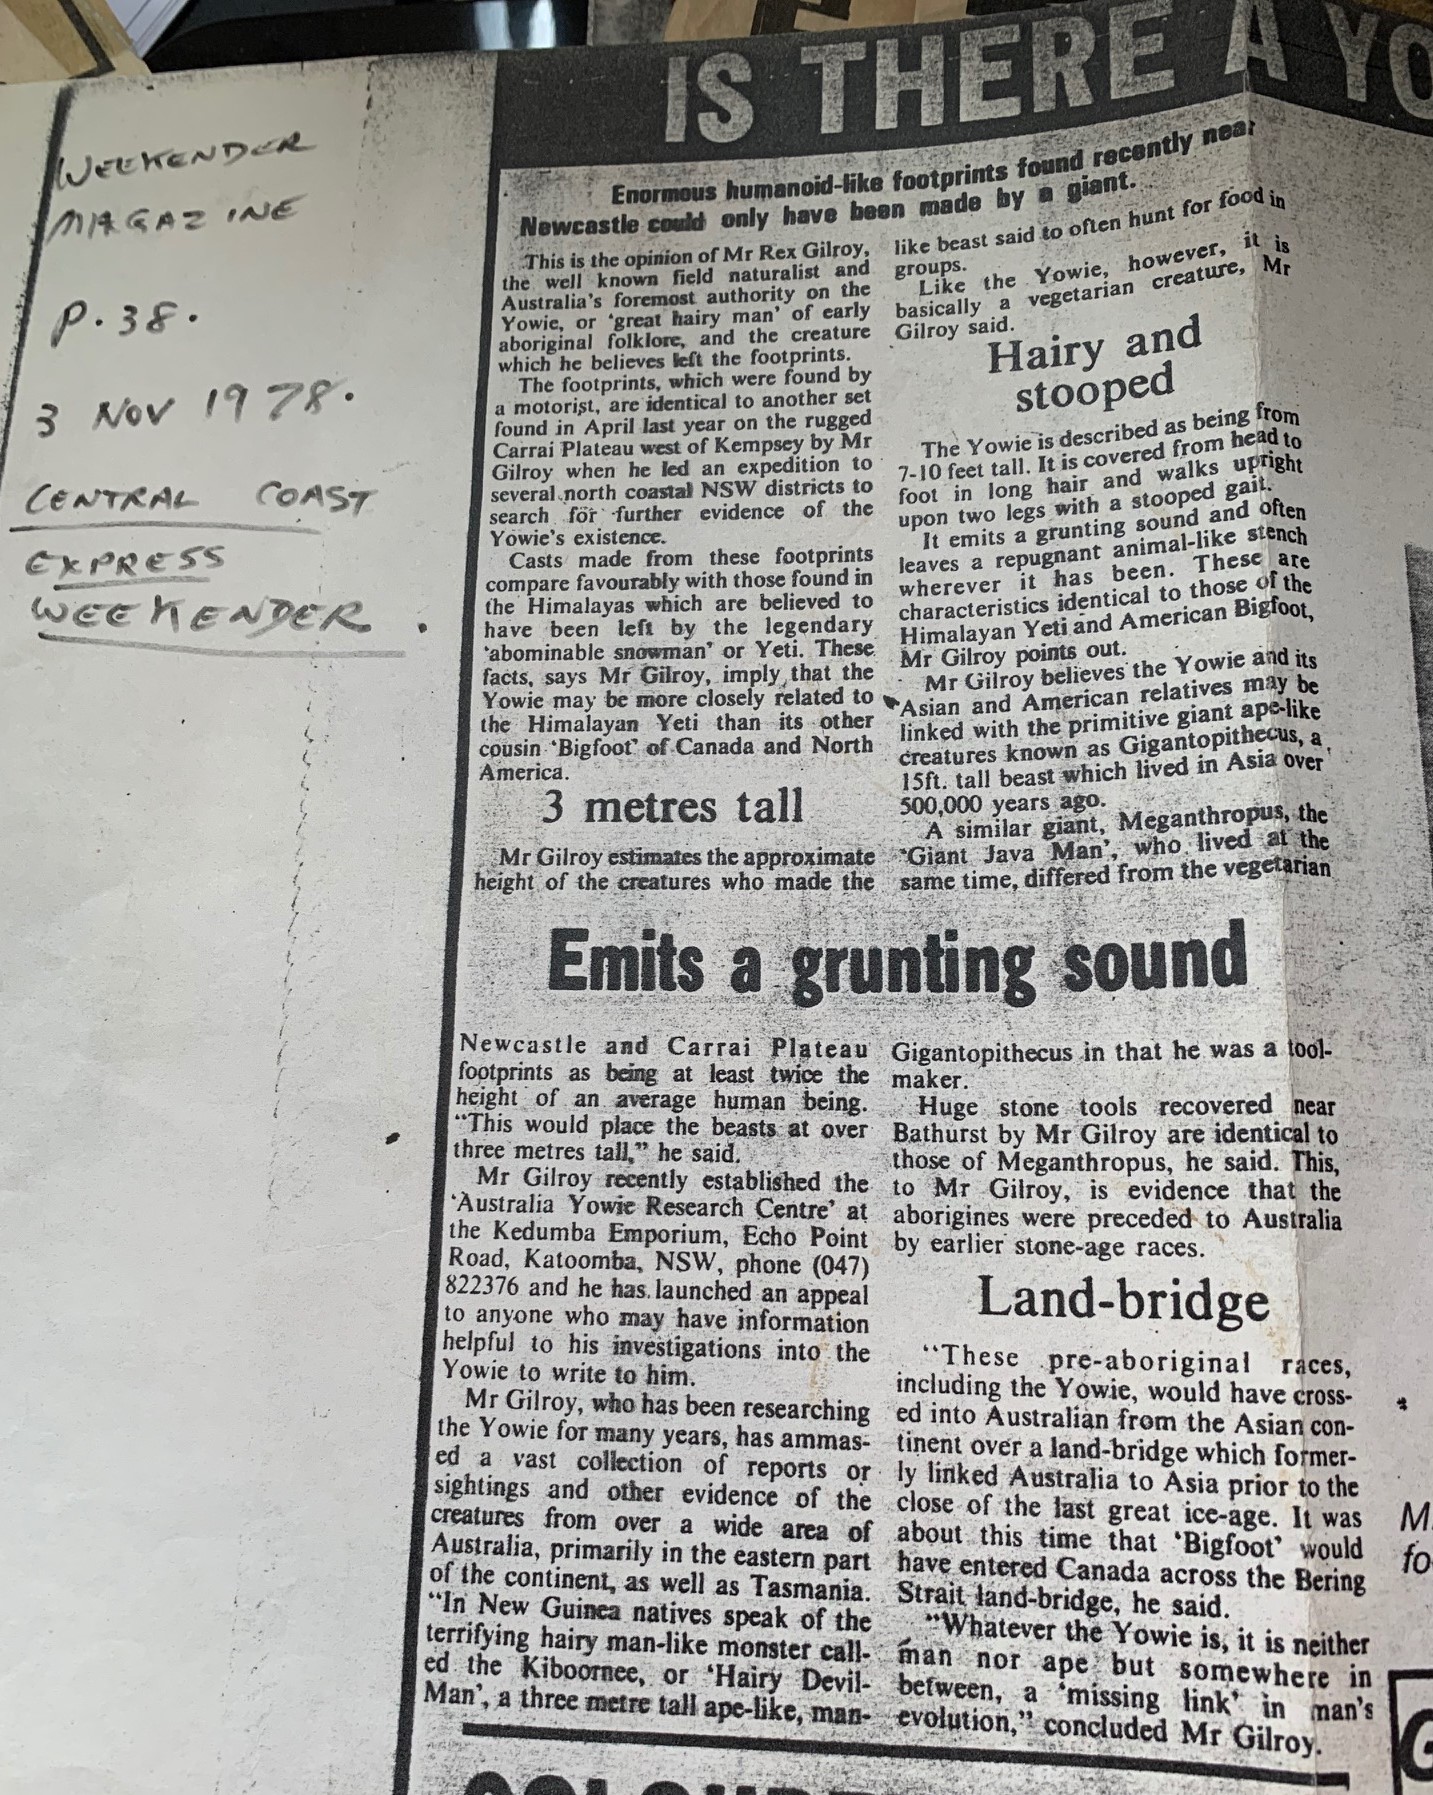 WEEKENDER
MAGAZINE
P. 38.
3 NOV 1978.
CENTRAL COAST
EXPRESS
WEEKENDER.
IS THERE A YO
Enormous humanoid-like footprints found recently near
Newcastle could only have been made by a giant.
This is the opinion of Mr Rex Gilroy,
the well known field naturalist and
Australia's foremost authority on the
Yowie, or 'great hairy man' of early
aboriginal folklore, and the creature
which he believes left the footprints.
The footprints, which were found by
a motorist, are identical to another set
found in April last year on the rugged
Carrai Plateau west of Kempsey by Mr
Gilroy when he led an expedition to
several north coastal NSW districts to
search for further evidence of the
Yowie's existence.
Casts made from these footprints
compare favourably with those found in
the Himalayas which are believed to
have been left by the legendary
'abominable snowman' or Yeti. These
facts, says Mr Gilroy, imply that the
Yowie may be more closely related to
the Himalayan Yeti than its other
cousin 'Bigfoot' of Canada and North
America.
3 metres tall
Mr Gilroy estimates the approximate
height of the creatures who made the
like beast said to often hunt for food in
groups.
Like the Yowie, however, it is
basically a vegetarian creature, Mr
Gilroy said.
Hairy and
stooped
The Yowie is described as being from
7-10 feet tall. It is covered from head to
foot in long hair and walks upright
upon two legs with a stooped gait.
It emits a grunting sound and often
leaves a repugnant animal-like stench
wherever it has been. These are
characteristics identical to those of the
Himalayan Yeti and American Bigfoot,
Mr Gilroy points out.
Mr Gilroy believes the Yowie and its
Asian and American relatives may be
linked with the primitive giant ape-like
creatures known as Gigantopithecus, a
15ft. tall beast which lived in Asia over
500,000 years ago.
A similar giant, Meganthropus, the
'Giant Java Man', who lived at the
same time, differed from the vegetarian
Emits a grunting sound
Newcastle and Carrai Plateau
footprints as being at least twice the
height of an average human being.
"This would place the beasts at over
three metres tall," he said.
Mr Gilroy recently established the
'Australia Yowie Research Centre' at
the Kedumba Emporium, Echo Point
Road, Katoomba, NSW, phone (047)
822376 and he has launched an appeal
to anyone who may have information
helpful to his investigations into the
Yowie to write to him.
Mr Gilroy, who has been researching
the Yowie for many years, has ammas-
ed a vast collection of reports or
sightings and other evidence of the
creatures from over a wide area of
Australia, primarily in the eastern part
of the continent, as well as Tasmania.
"In New Guinea natives speak of the
terrifying hairy man-like monster call-
ed the Kiboornee, or 'Hairy Devil-
Man', a three metre tall ape-like, man-
Gigantopithecus in that he was a tool-
maker.
Huge stone tools recovered near
Bathurst by Mr Gilroy are identical to
those of Meganthropus, he said. This,
to Mr Gilroy, is evidence that the
aborigines were preceded to Australia
by earlier stone-age races.
Land-bridge
"These pre-aboriginal races,
including the Yowie, would have cross-
ed into Australian from the Asian con-
tinent over a land-bridge which former-
ly linked Australia to Asia prior to the
close of the last great ice-age. It was
about this time that 'Bigfoot' would
have entered Canada across the Bering
Strait land-bridge, he said.
"Whatever the Yowie is, it is neither
man nor ape but somewhere in
between, a 'missing link' in man's
evolution," concluded Mr Gilroy.
M
fo